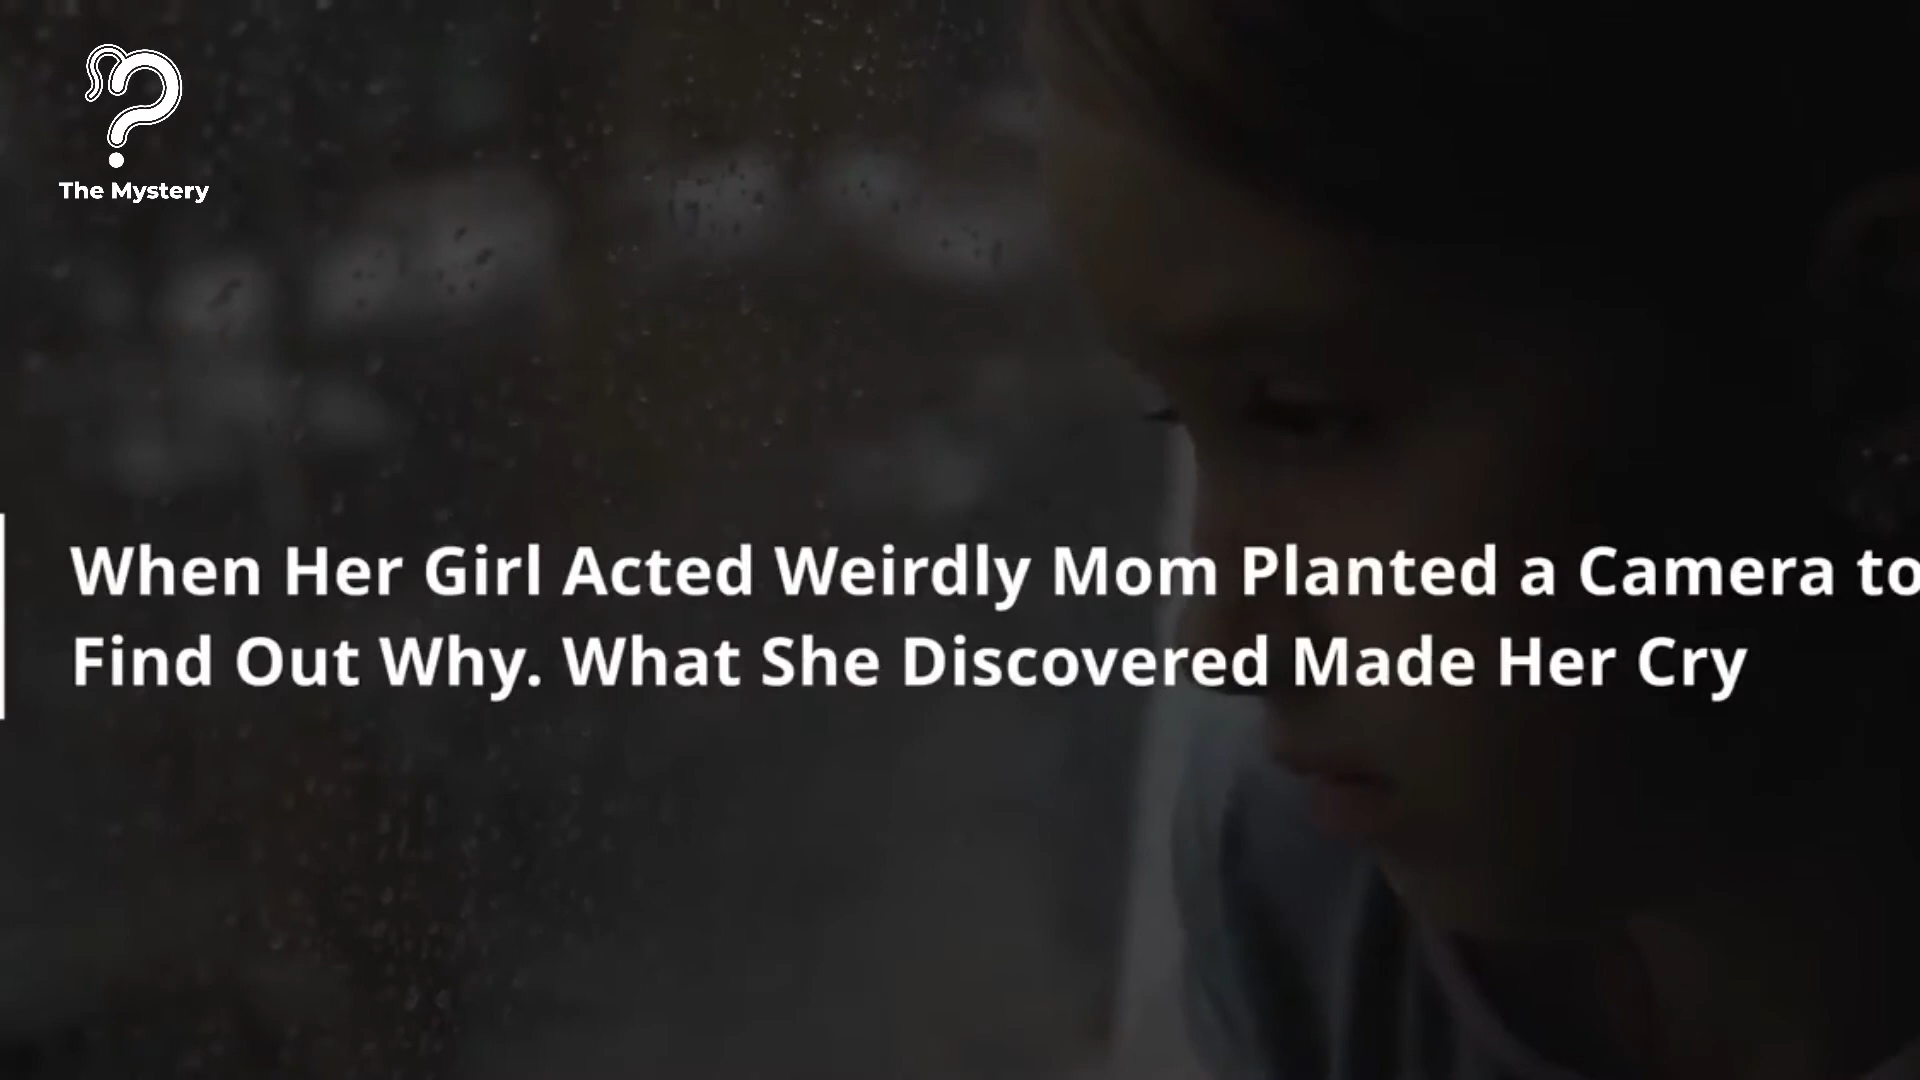 The Mystery
When Her Girl Acted Weirdly Mom Planted a Camera to
Find Out Why. What She Discovered Made Her Cry